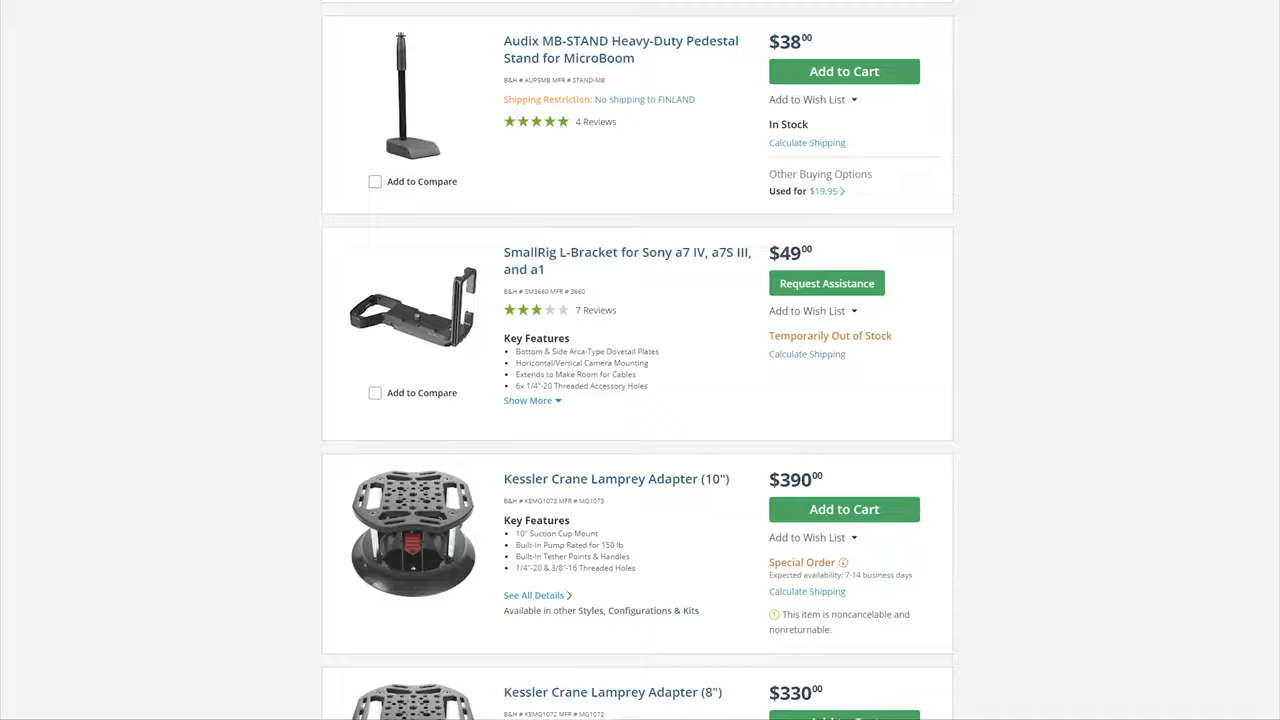 Audix MB-STAND Heavy-Duty Pedestal
Stand for MicroBoom
B&H # AUPSMB MFR # STAND-MB
Shipping Restriction: No shipping to FINLAND
4 Reviews
Add to Compare
$38 00
Add to Cart
Add to Wish List
In Stock
Calculate Shipping
Other Buying Options
Used for $19.95
SmallRig L-Bracket for Sony a7 IV, a7S III,
and a1
B&H # SM3660 MFR # 3660
7 Reviews
Key Features
Bottom & Side Arca-Type Dovetail Plates
Horizontal/Vertical Camera Mounting
Extends to Make Room for Cables
6x 1/4"-20 Threaded Accessory Holes
Show More
Add to Compare
$49 00
Request Assistance
Add to Wish List
Temporarily Out of Stock
Calculate Shipping
Kessler Crane Lamprey Adapter (10")
B&H # KEMG1073 MFR # MG1073
Key Features
10" Suction Cup Mount
Built-In Pump Rated for 150 lb
Built-In Tether Points & Handles
1/4"-20 & 3/8"-16 Threaded Holes
See All Details
Available in other Styles, Configurations & Kits
$390 00
Add to Cart
Add to Wish List
Special Order
Expected availability: 7-14 business days
Calculate Shipping
This item is noncancelable and
nonreturnable.
Kessler Crane Lamprey Adapter (8")
B&H # KEMG1072 MFR # MG1072
$330 00
Add to Cart